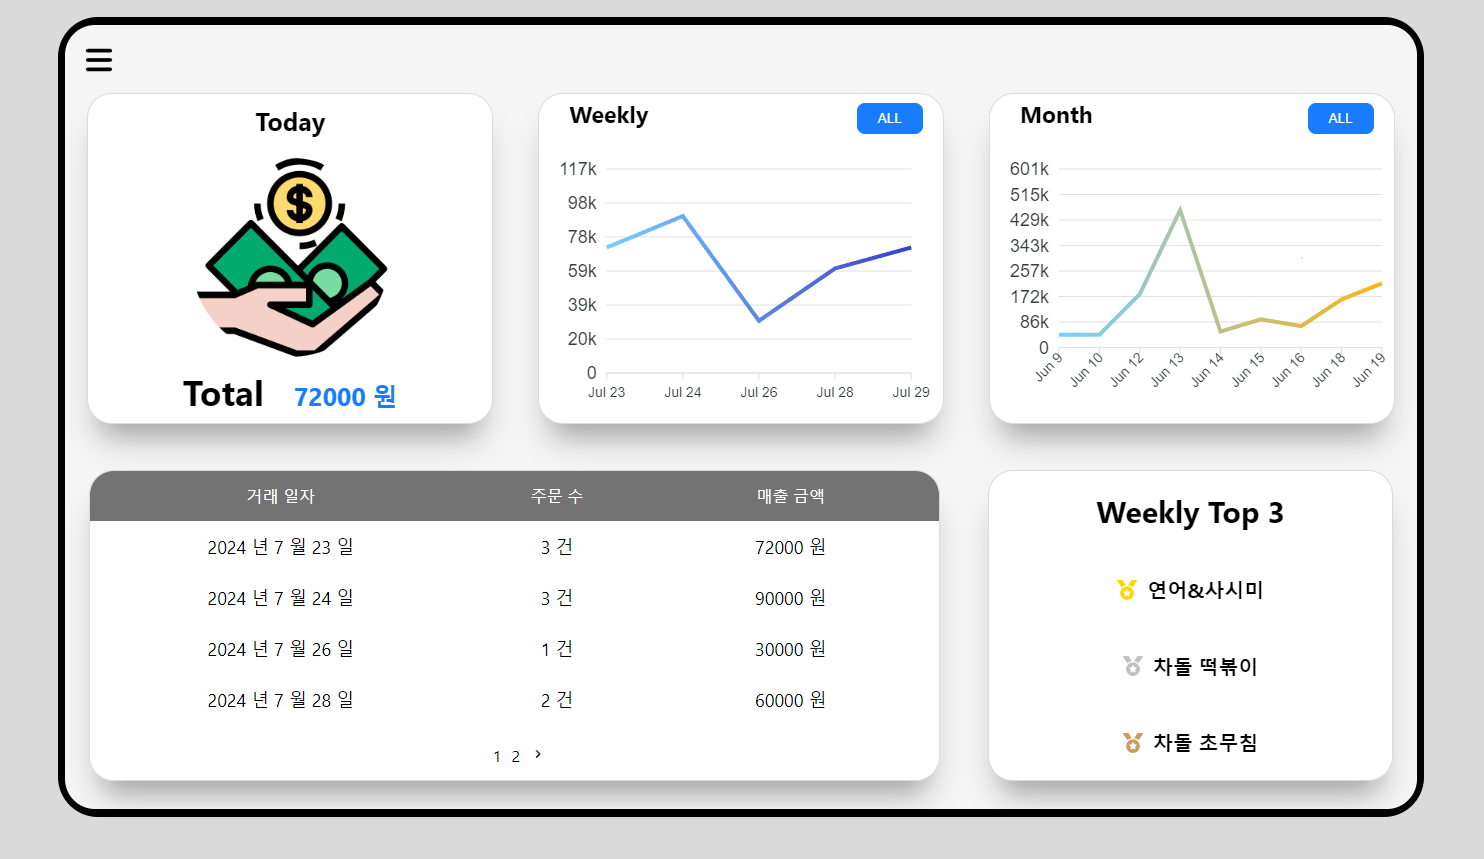 Today
$
Total 72000 원
Weekly
ALL
117k
98k
78k
59k
39k
20k
0
Jul 23 Jul 24 Jul 26 Jul 28 Jul 29
Month
ALL
601k
515k
429k
343k
257k
172k
86k
0
Jun 9 Jun 10 Jun 12 Jun 13 Jun 14 Jun 15 Jun 16 Jun 18 Jun 19
거래 일자 주문 수 매출 금액
2024 년 7 월 23 일 3 건 72000 원
2024 년 7 월 24 일 3 건 90000 원
2024 년 7 월 26 일 1 건 30000 원
2024 년 7 월 28 일 2 건 60000 원
1 2 >
Weekly Top 3
연어&사시미
차돌 떡볶이
차돌 초무침